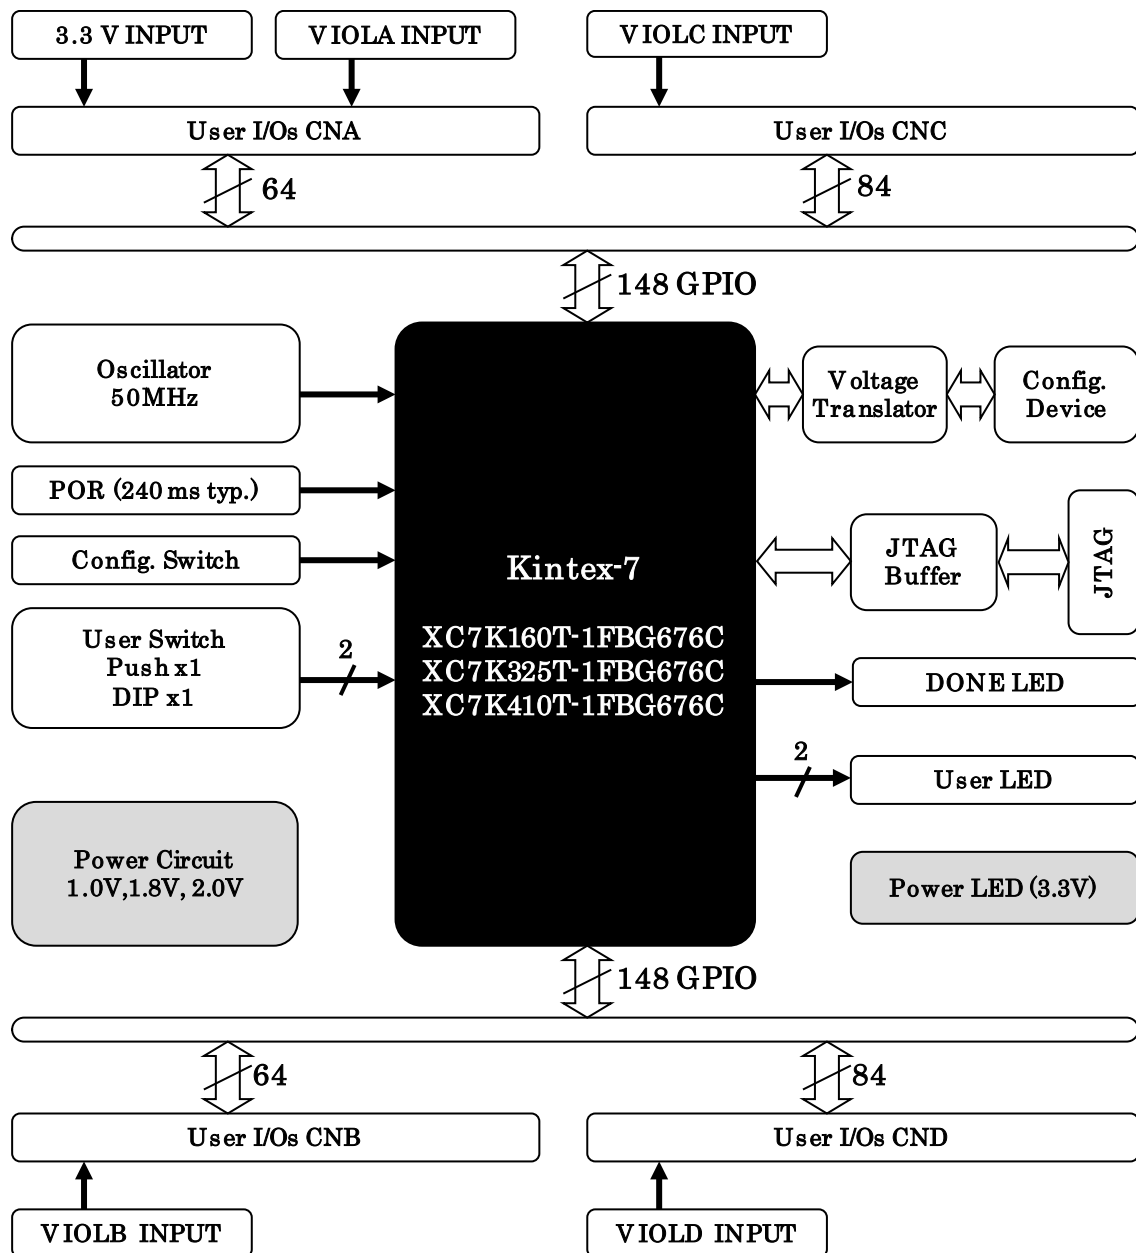 3.3 V INPUT
VIOLA INPUT
VIOLC INPUT
User I/Os CNA
User I/Os CNC
64
84
148 GPIO
Oscillator
50MHz
Voltage
Translator
Config.
Device
POR (240 ms typ.)
Config. Switch
JTAG
Buffer
JTAG
Kintex-7
XC7K160T-1FBG676C
XC7K325T-1FBG676C
XC7K410T-1FBG676C
User Switch
Push x1
DIP x1
2
DONE LED
2
User LED
Power Circuit
1.0V,1.8V, 2.0V
Power LED (3.3V)
148 GPIO
64
84
User I/Os CNB
User I/Os CND
VIOLB INPUT
VIOLD INPUT